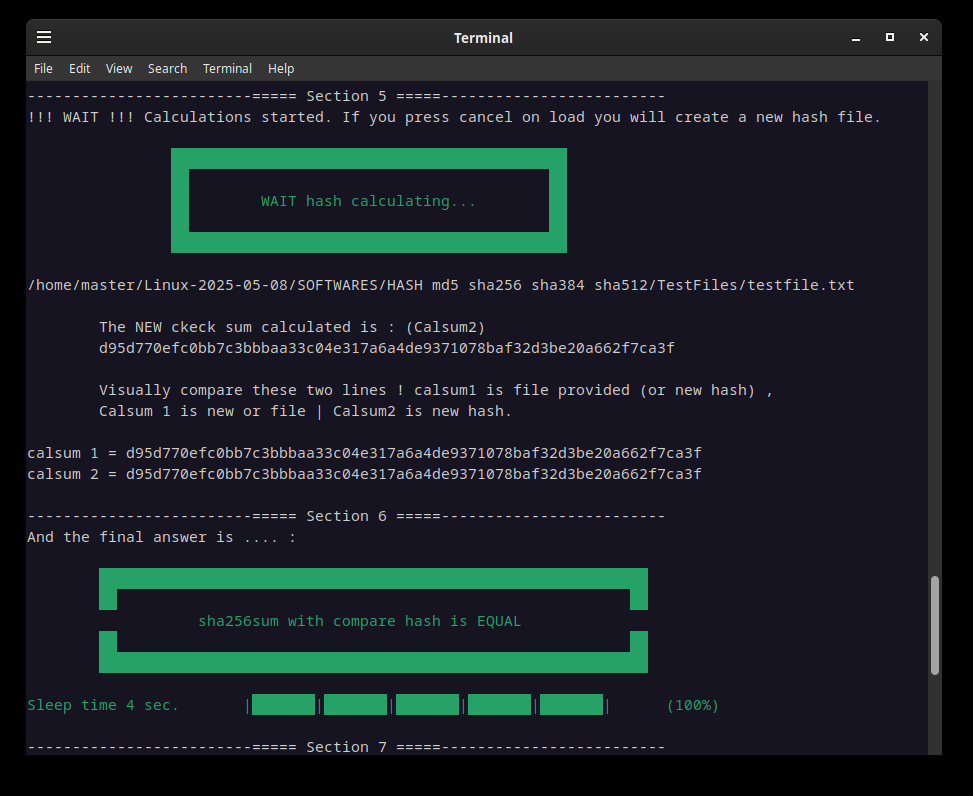 Terminal
File Edit View Search Terminal Help
-------------------------===== Section 5 =====-------------------------
!!! WAIT !!! Calculations started. If you press cancel on load you will create a new hash file.
WAIT hash calculating...
/home/master/Linux-2025-05-08/SOFTWARES/HASH md5 sha256 sha384 sha512/TestFiles/testfile.txt
The NEW ckeck sum calculated is : (Calsum2)
d95d770efc0bb7c3bbbaa33c04e317a6a4de9371078baf32d3be20a662f7ca3f
Visually compare these two lines ! calsum1 is file provided (or new hash) ,
Calsum 1 is new or file | Calsum2 is new hash.
calsum 1 = d95d770efc0bb7c3bbbaa33c04e317a6a4de9371078baf32d3be20a662f7ca3f
calsum 2 = d95d770efc0bb7c3bbbaa33c04e317a6a4de9371078baf32d3be20a662f7ca3f
-------------------------===== Section 6 =====-------------------------
And the final answer is .... :
sha256sum with compare hash is EQUAL
Sleep time 4 sec. | | | | | | (100%)
-------------------------===== Section 7 =====-------------------------